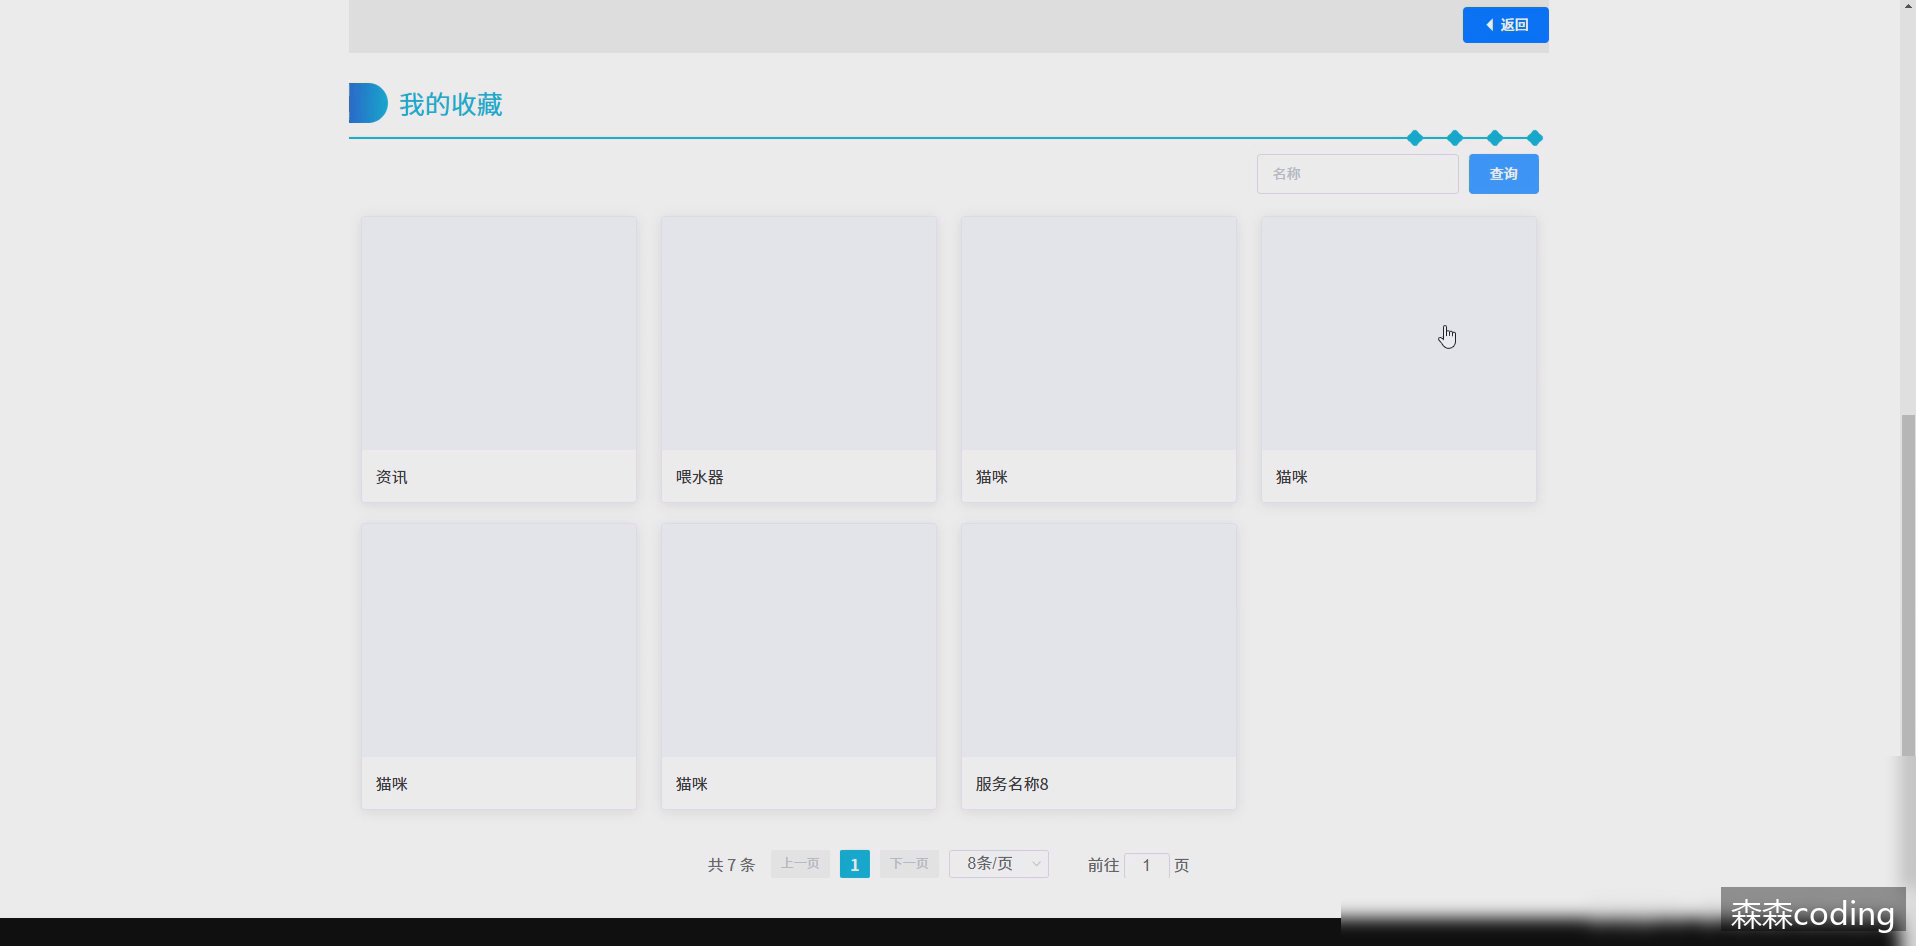 返回
我的收藏
名称 查询
资讯 喂水器 猫咪 猫咪
猫咪 猫咪 服务名称8
共 7 条 上一页 1 下一页 8条/页 前往 1 页
森森coding